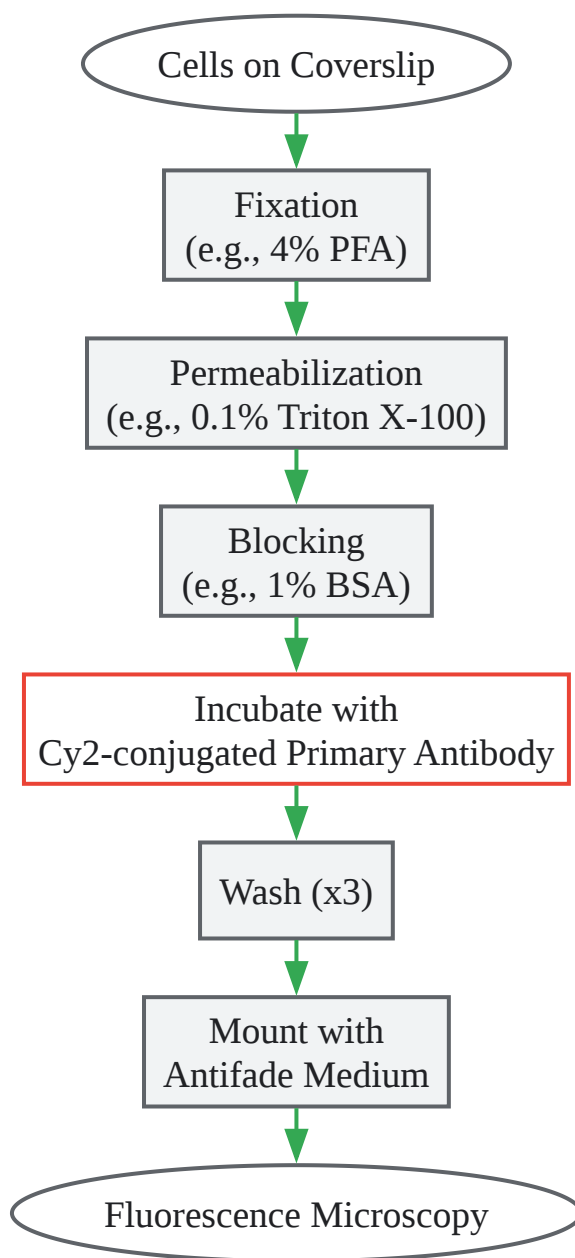 Cells on Coverslip
Fixation
(e.g., 4% PFA)
Permeabilization
(e.g., 0.1% Triton X-100)
Blocking
(e.g., 1% BSA)
Incubate with
Cy2-conjugated Primary Antibody
Wash (x3)
Mount with
Antifade Medium
Fluorescence Microscopy